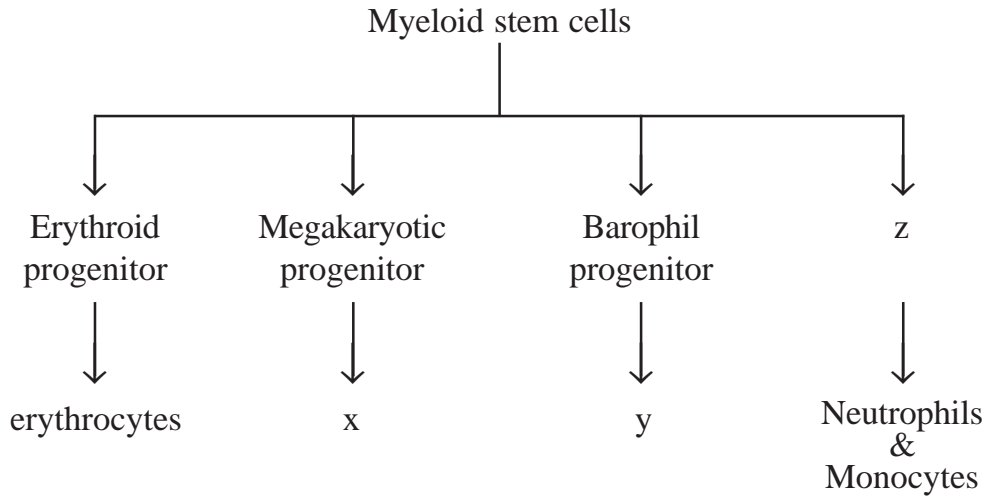 Myeloid stem cells
Erythroid
progenitor
Megakaryotic
progenitor
Barophil
progenitor
z
erythrocytes
x
y
Neutrophils
&
Monocytes